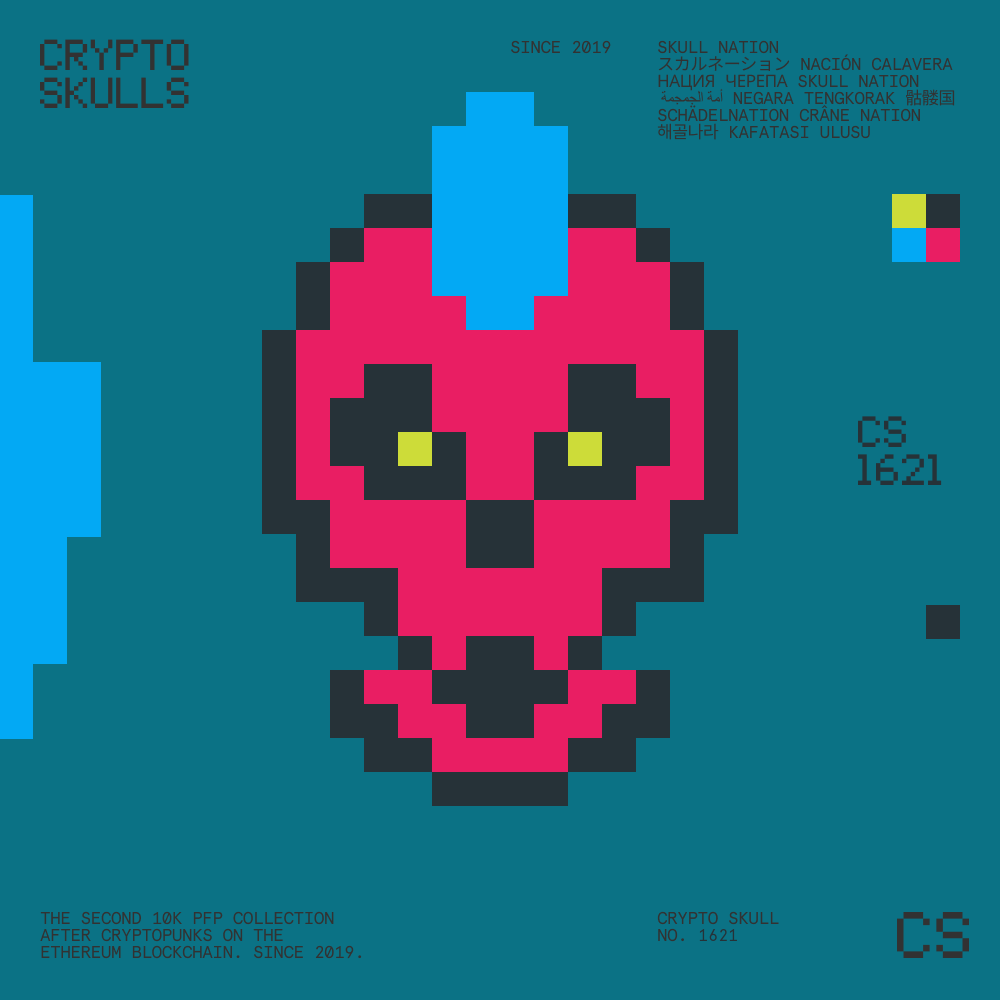 CRYPTO
SKULLS
SINCE 2019
SKULL NATION
スカルネーション NACIÓN CALAVERA
НАЦИЯ ЧЕРЕПА SKULL NATION
أمة الجمجمة NEGARA TENGKORAK 骷髅国
SCHÄDELNATION CRÂNE NATION
해골나라 KAFATASI ULUSU
CS
1621
THE SECOND 10K PFP COLLECTION
AFTER CRYPTOPUNKS ON THE
ETHEREUM BLOCKCHAIN. SINCE 2019.
CRYPTO SKULL
NO. 1621
CS